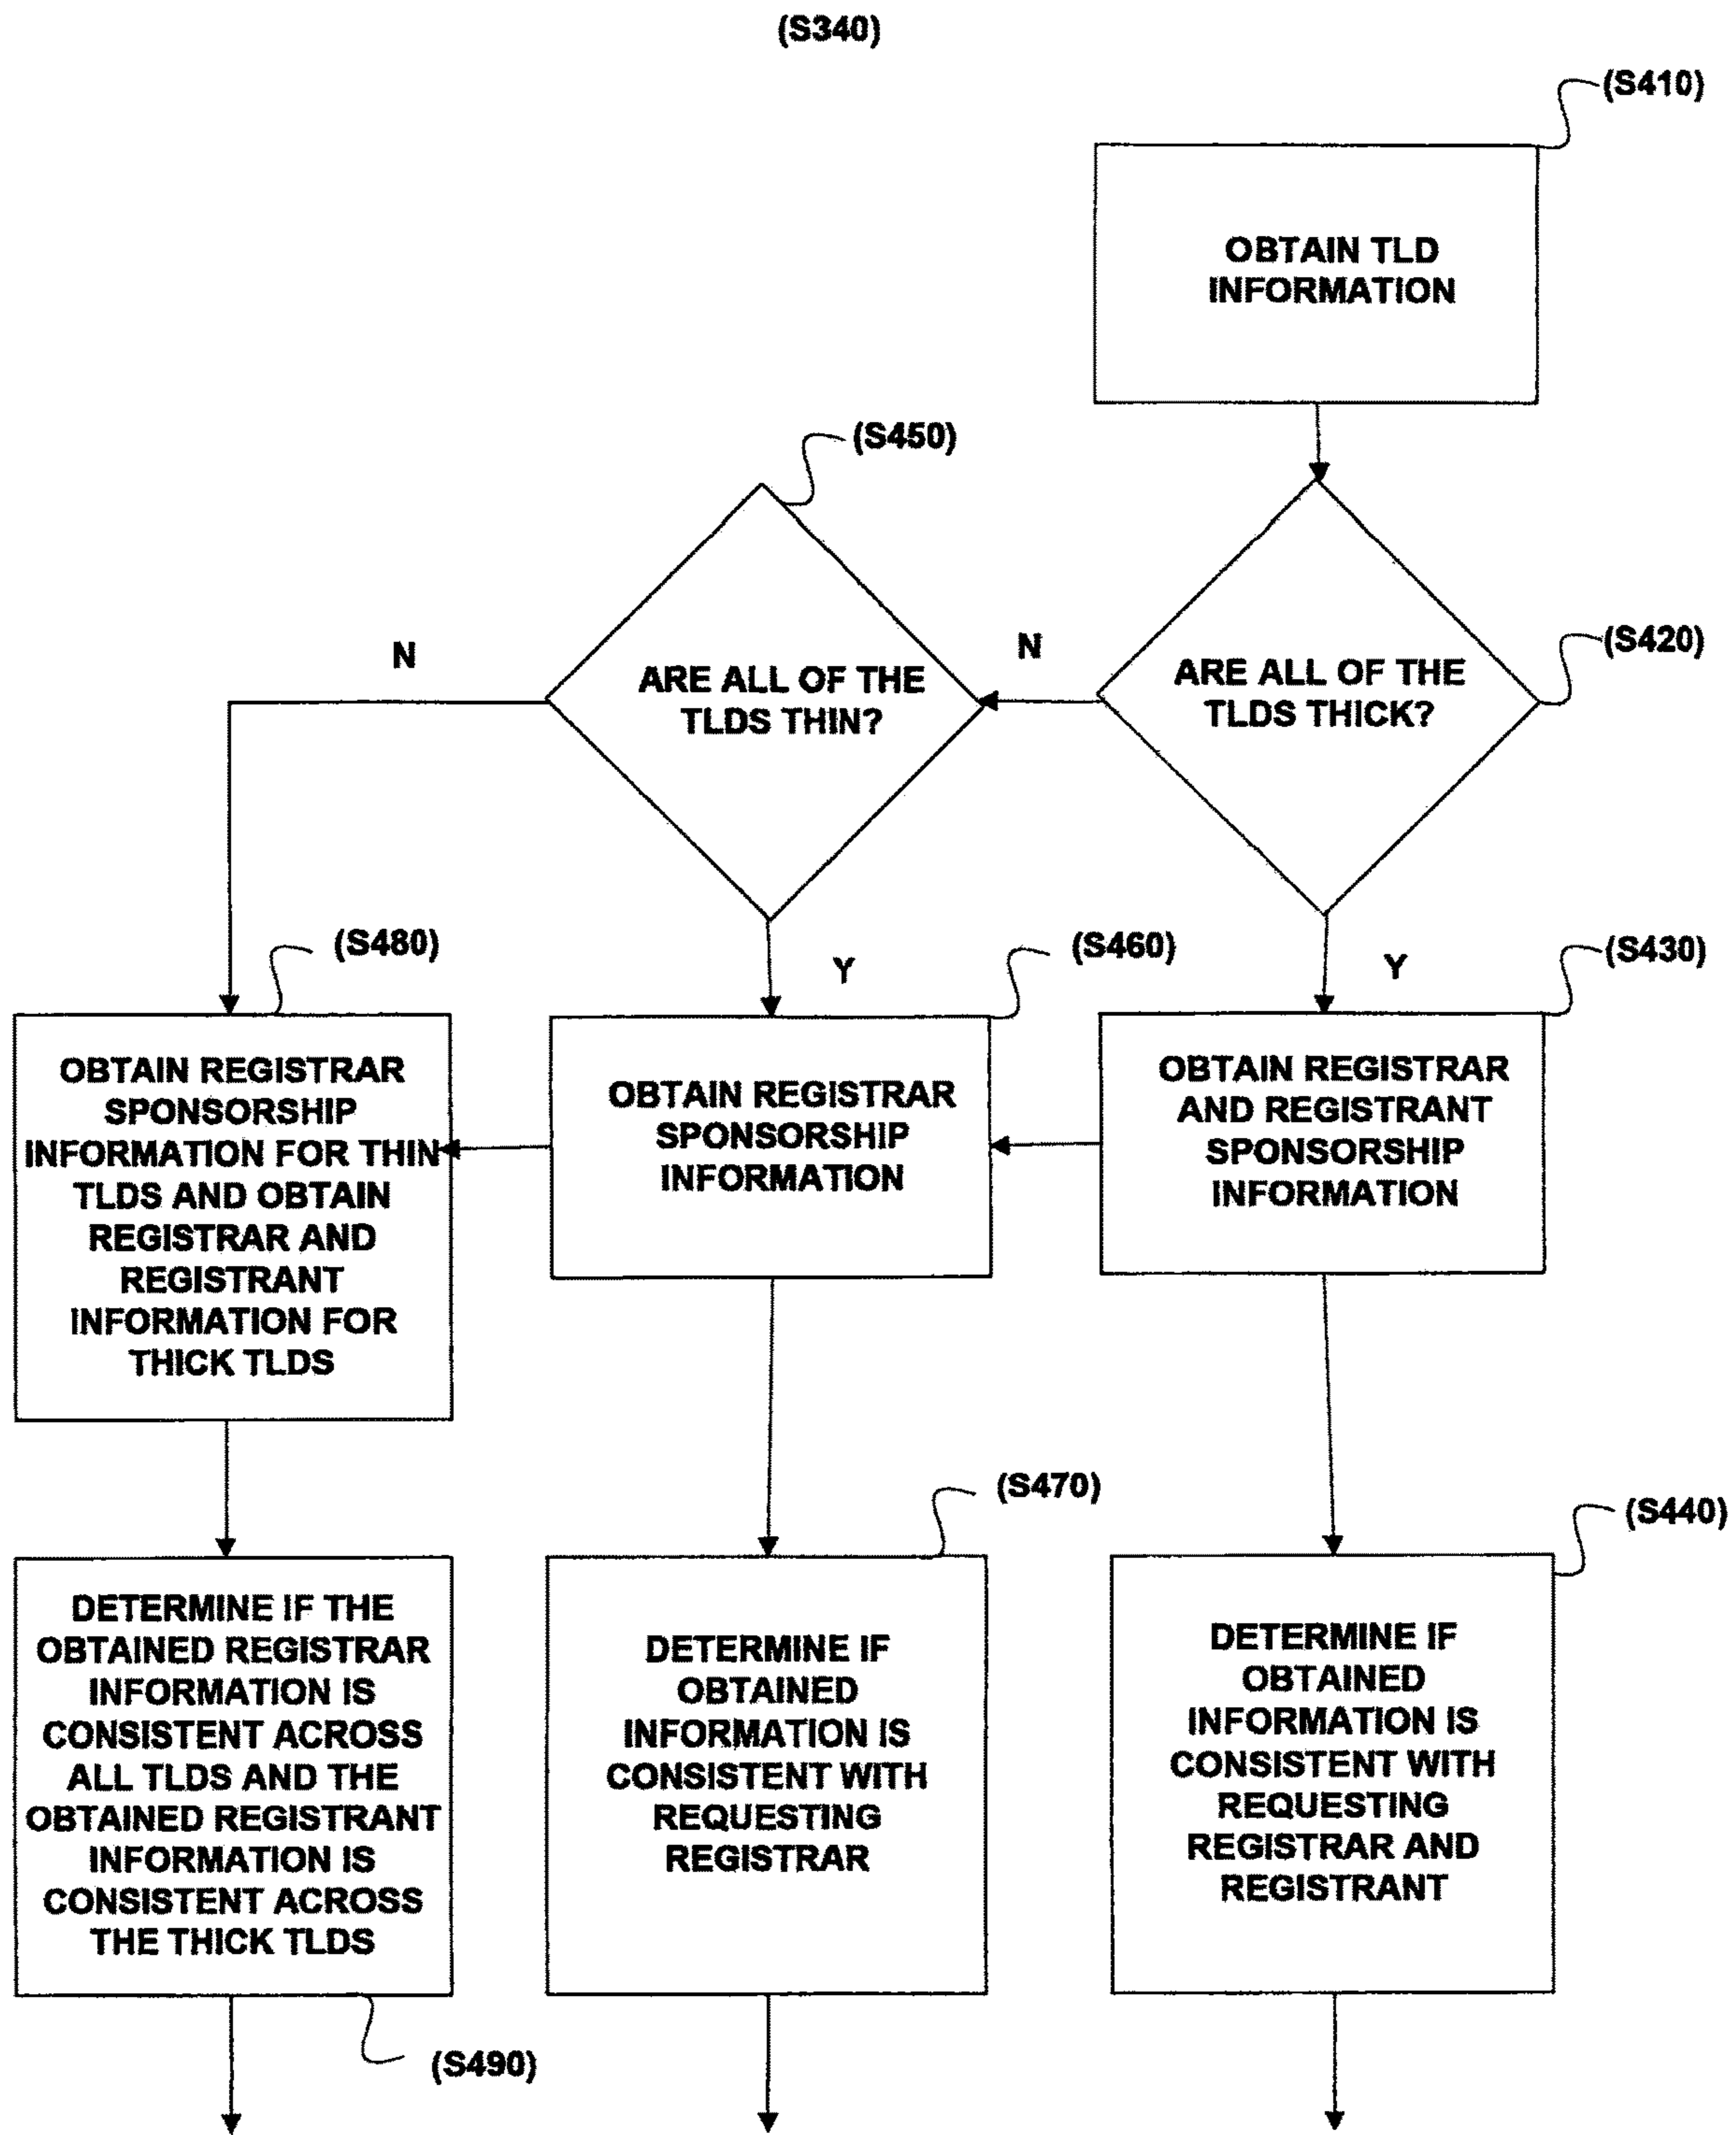 (S340)
(S410)
OBTAIN TLD
INFORMATION
(S450)
(S420)
N
N
ARE ALL OF THE
TLDS THIN?
ARE ALL OF THE
TLDS THICK?
(S480)
(S460)
(S430)
Y
Y
OBTAIN REGISTRAR
SPONSORSHIP
INFORMATION FOR THIN
TLDS AND OBTAIN
REGISTRAR AND
REGISTRANT
INFORMATION FOR
THICK TLDS
OBTAIN REGISTRAR
SPONSORSHIP
INFORMATION
OBTAIN REGISTRAR
AND REGISTRANT
SPONSORSHIP
INFORMATION
(S470)
(S440)
DETERMINE IF THE
OBTAINED REGISTRAR
INFORMATION IS
CONSISTENT ACROSS
ALL TLDS AND THE
OBTAINED REGISTRANT
INFORMATION IS
CONSISTENT ACROSS
THE THICK TLDS
DETERMINE IF
OBTAINED
INFORMATION IS
CONSISTENT WITH
REQUESTING
REGISTRAR
DETERMINE IF
OBTAINED
INFORMATION IS
CONSISTENT WITH
REQUESTING
REGISTRAR AND
REGISTRANT
(S490)